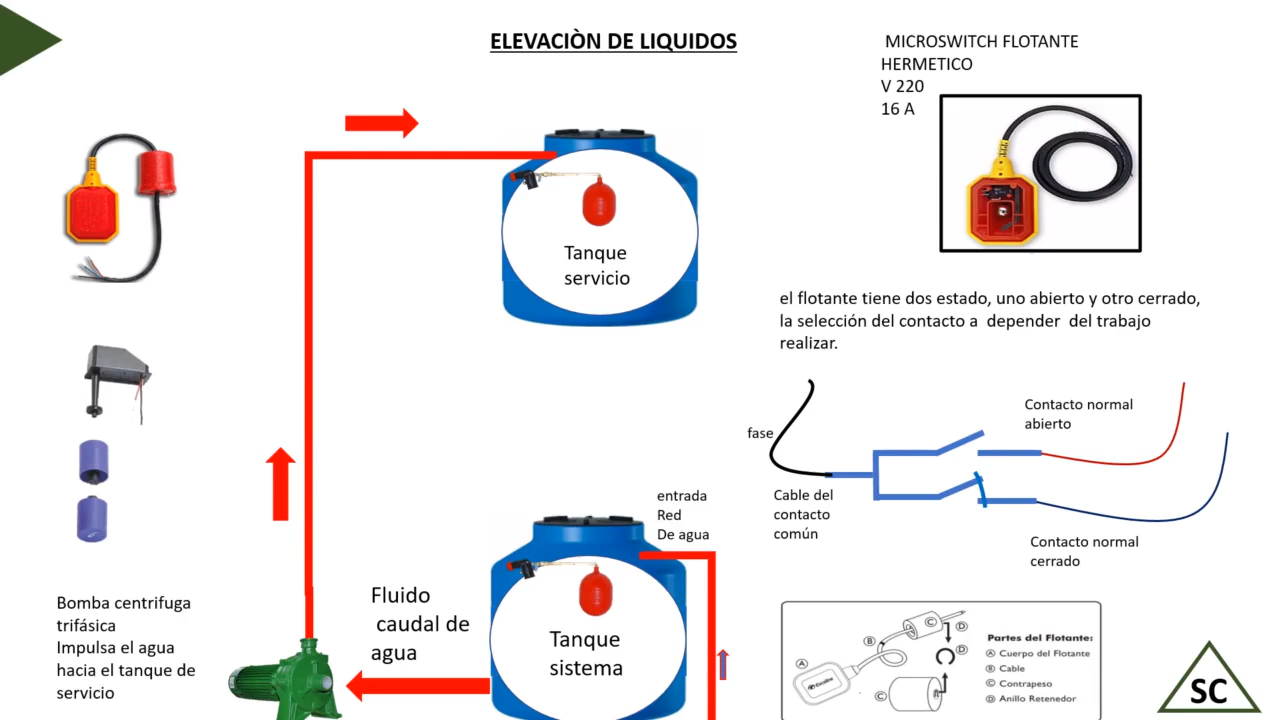 ELEVACIÒN DE LIQUIDOS
MICROSWITCH FLOTANTE
HERMETICO
V 220
16 A
Tanque
servicio
el flotante tiene dos estado, uno abierto y otro cerrado,
la selección del contacto a depender del trabajo
realizar.
Contacto normal
abierto
fase
Cable del
contacto
común
Contacto normal
cerrado
entrada
Red
De agua
Bomba centrifuga
trifásica
Impulsa el agua
hacia el tanque de
servicio
Fluido
caudal de
agua
Tanque
sistema
A
B
C
D
D
C
Partes del Flotante:
A Cuerpo del Flotante
B Cable
C Contrapeso
D Anillo Retenedor
SC